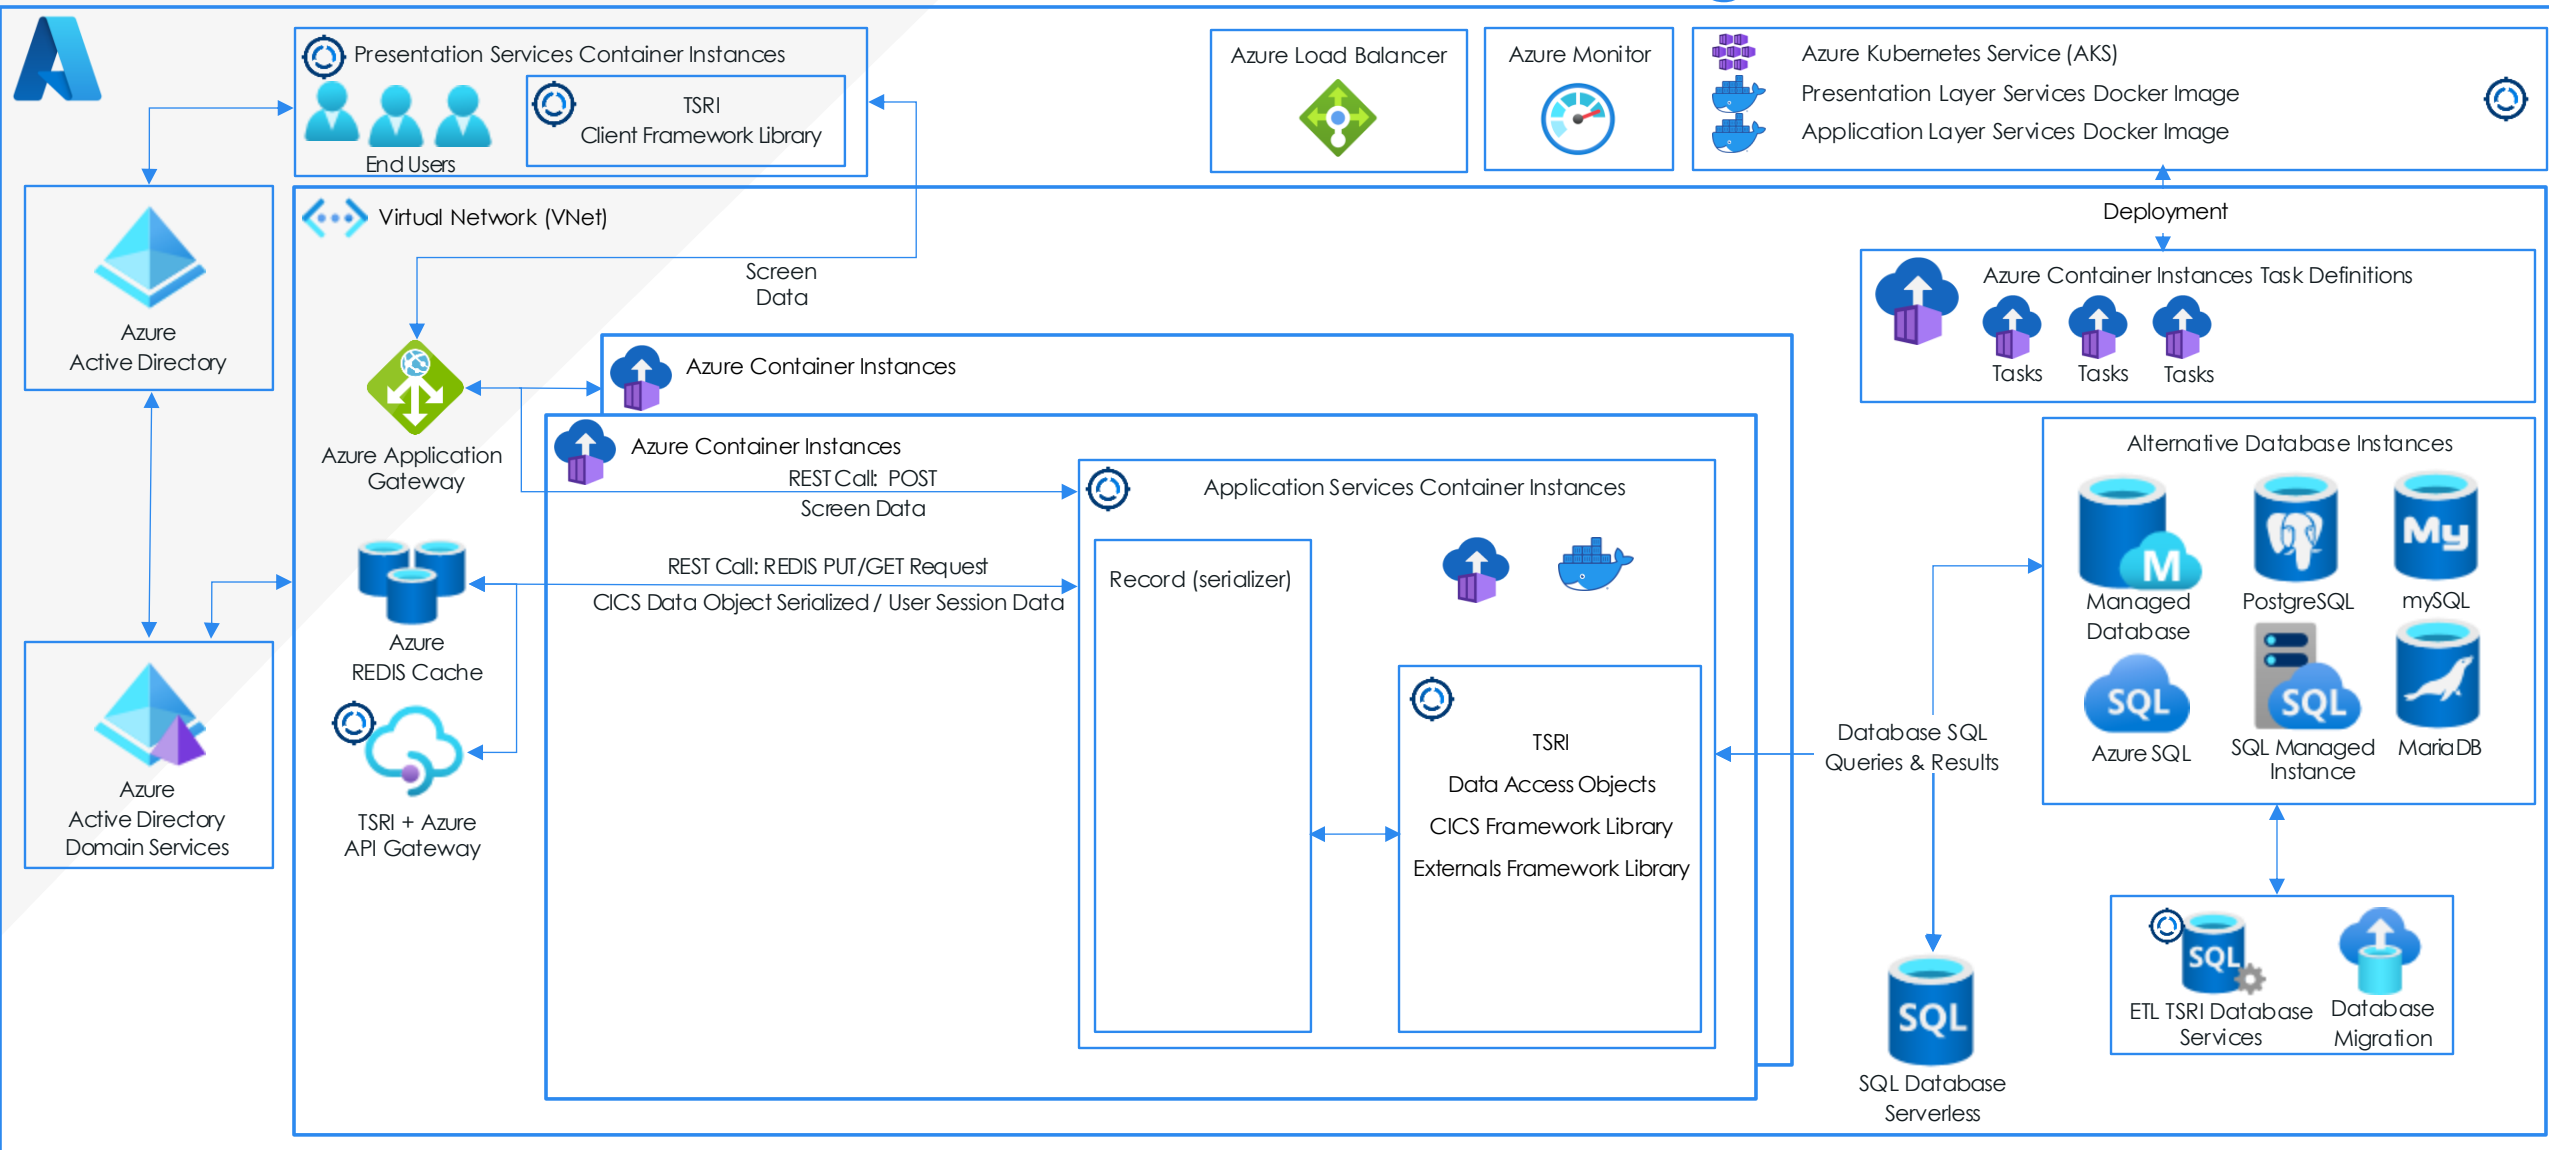 Presentation Services Container Instances
End Users
TSRI
Client Framework Library
Azure Load Balancer
Azure Monitor
Azure Kubernetes Service (AKS)
Presentation Layer Services Docker Image
Application Layer Services Docker Image
Azure
Active Directory
Azure
Active Directory
Domain Services
Virtual Network (VNet)
Screen
Data
Deployment
Azure Container Instances Task Definitions
Tasks
Tasks
Tasks
Azure Application
Gateway
Azure Container Instances
Azure Container Instances
REST Call: POST
Screen Data
REST Call: REDIS PUT/GET Request
CICS Data Object Serialized / User Session Data
Azure
REDIS Cache
TSRI + Azure
API Gateway
Application Services Container Instances
Record (serializer)
TSRI
Data Access Objects
CICS Framework Library
Externals Framework Library
Database SQL
Queries & Results
SQL
SQL Database
Serverless
Alternative Database Instances
M
Managed
Database
PostgreSQL
My
mySQL
SQL
Azure SQL
SQL
SQL Managed
Instance
MariaDB
SQL
ETL TSRI Database
Services
Database
Migration